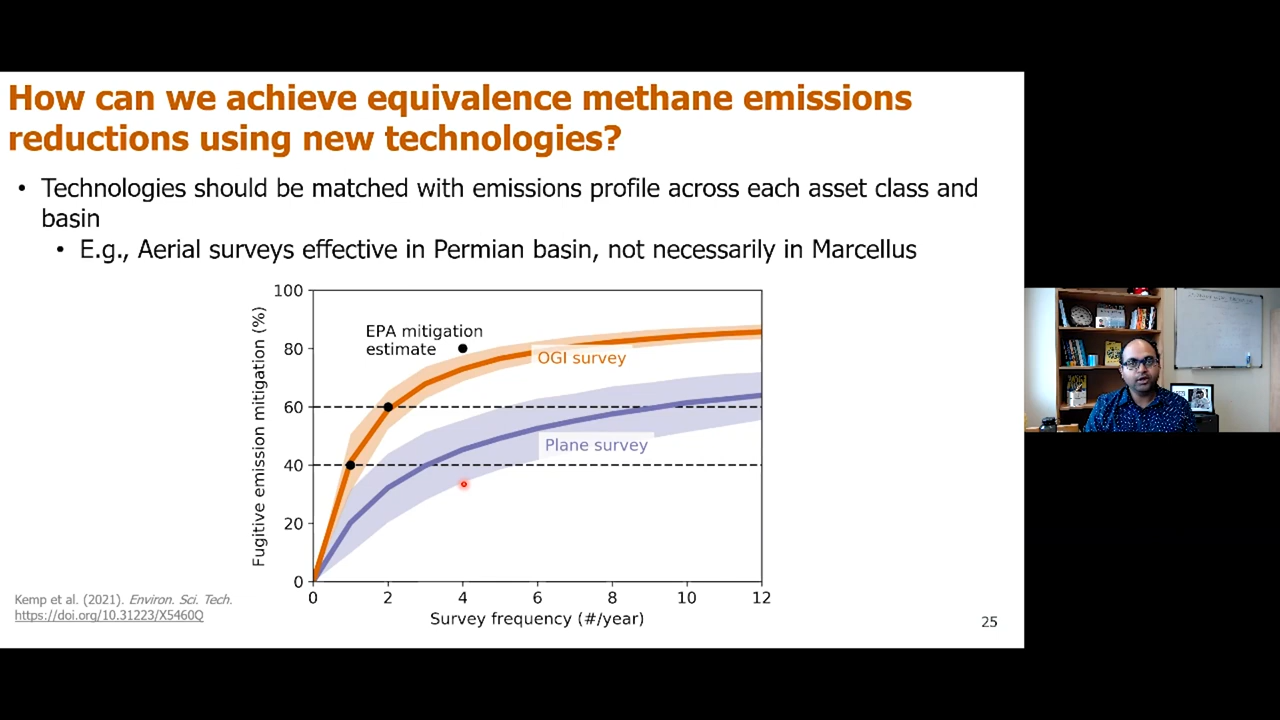 How can we achieve equivalence methane emissions
reductions using new technologies?
• Technologies should be matched with emissions profile across each asset class and
basin
• E.g., Aerial surveys effective in Permian basin, not necessarily in Marcellus
100
80
60
40
20
0
Fugitive emission mitigation (%)
EPA mitigation
estimate
OGI survey
Plane survey
0 2 4 6 8 10 12
Survey frequency (#/year)
Kemp et al. (2021). Environ. Sci. Tech.
https://doi.org/10.31223/X5460Q
25